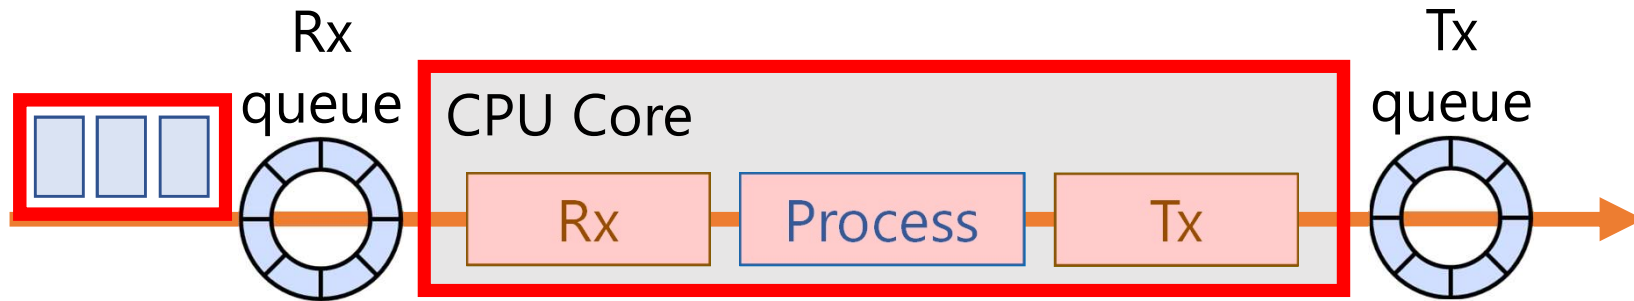 Rx
queue
CPU Core
Rx
Process
Tx
Tx
queue